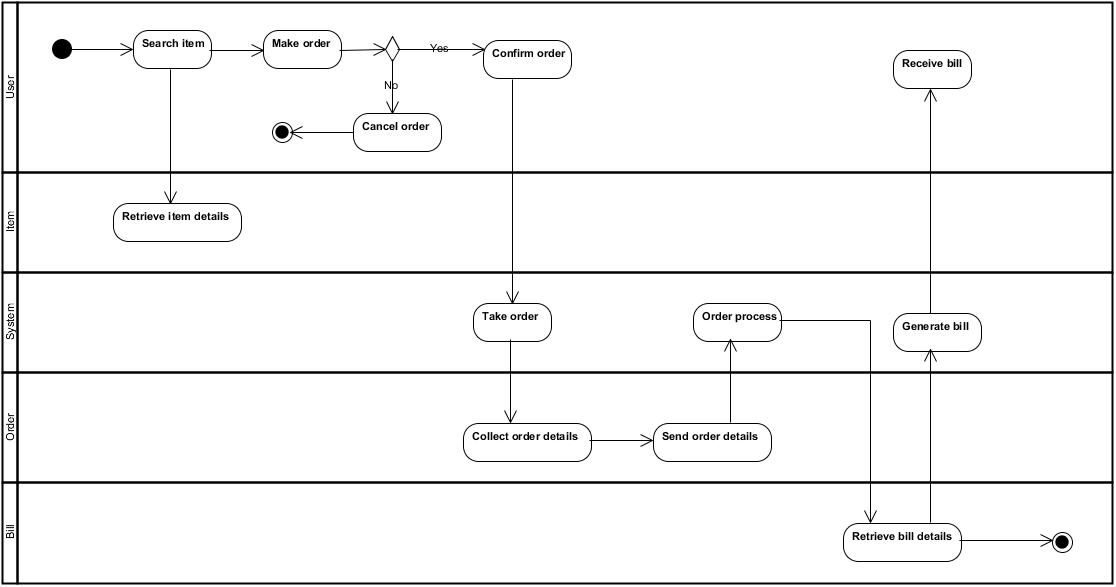 User
Search item
Make order
Yes
Confirm order
Receive bill
No
Cancel order
Item
Retrieve item details
System
Take order
Order process
Generate bill
Order
Collect order details
Send order details
Bill
Retrieve bill details